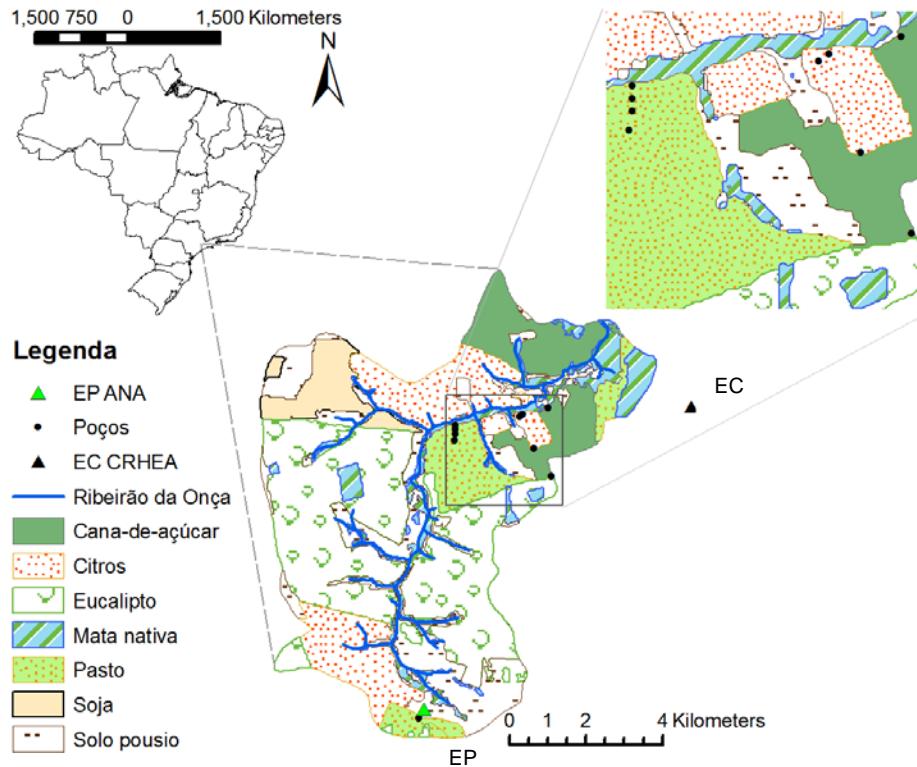 1,500 750 0 1,500 Kilometers
N
Legenda
EP ANA
Poços
EC CRHEA
Ribeirão da Onça
Cana-de-açúcar
Citros
Eucalipto
Mata nativa
Pasto
Soja
Solo pousio
EC
0 1 2 4 Kilometers
EP